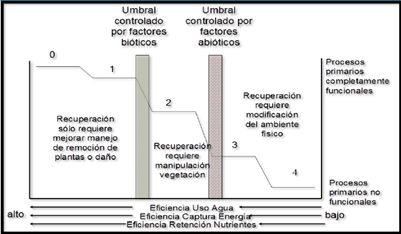 Umbral
controlado
por factores
bióticos
Umbral
controlado por
factores
abióticos
0
1
2
3
4
Procesos
primarios
completamente
funcionales
Recuperación
sólo requiere
mejorar manejo
de remoción de
plantas o daño
Recuperación
requiere
manipulación
vegetación
Recuperación
requiere
modificación
del ambiente
físico
Procesos
primarios no
funcionales
alto
bajo
Eficiencia Uso Agua
Eficiencia Captura Energía
Eficiencia Retención Nutrientes